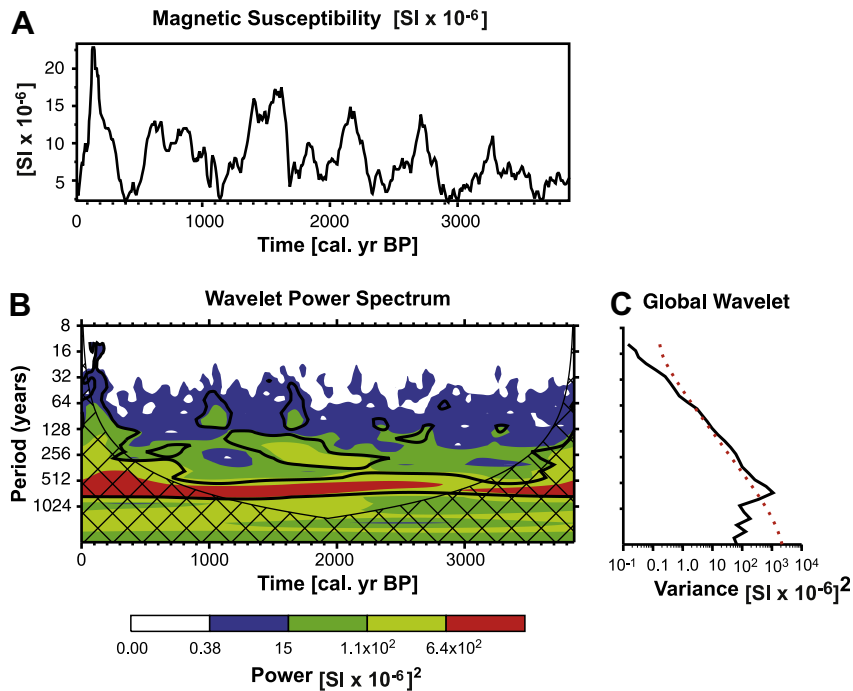 A
Magnetic Susceptibility [SI x 10-6]
[SI x 10-6]
20
15
10
5
0
1000
2000
3000
Time [cal. yr BP]
B
Wavelet Power Spectrum
Period (years)
8
16
32
64
128
256
512
1024
0
1000
2000
3000
Time [cal. yr BP]
C Global Wavelet
10-1 0.1 1.0 10 10² 10³ 10⁴
Variance [SI x 10-6]²
0.00 0.38 15 1.1x10² 6.4x10²
Power [SI x 10-6]²